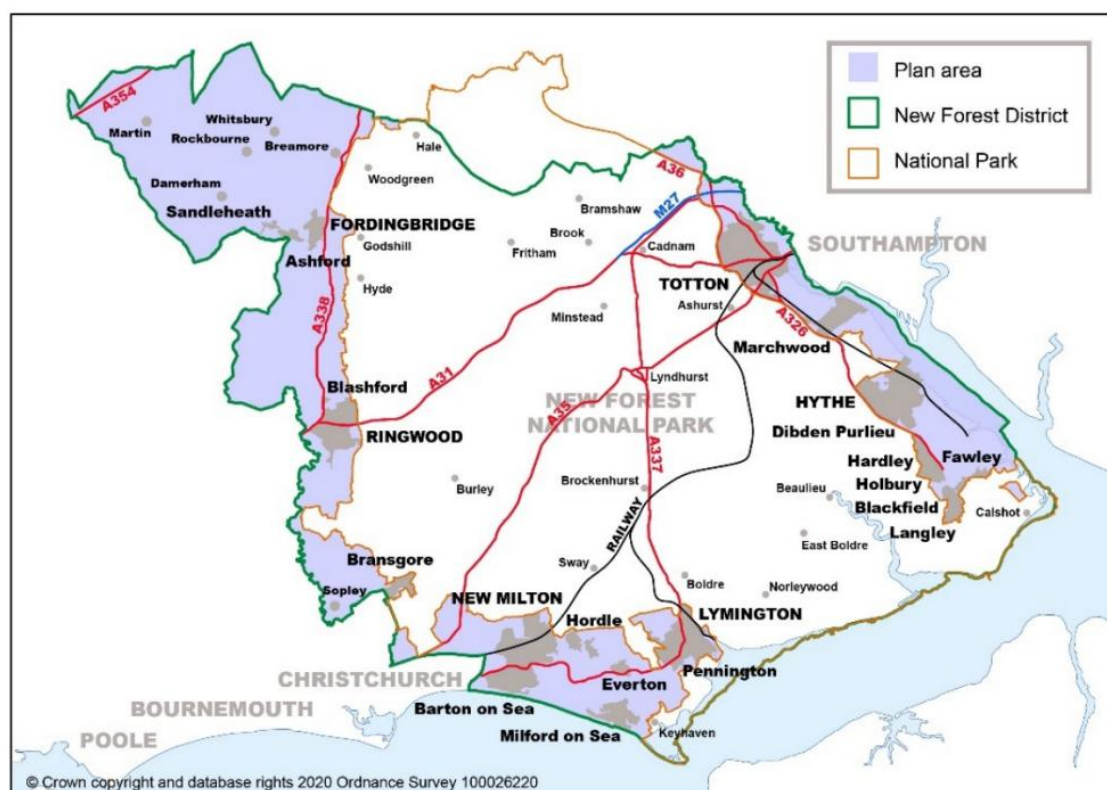 Plan area
New Forest District
National Park
A354
Martin
Whitsbury
Rockbourne
Breamore
Hale
Woodgreen
Damerham
Sandleheath
FORDINGBRIDGE
Ashford
Godshill
Hyde
A338
Blashford
RINGWOOD
A31
Bramshaw
Brook
Fritham
M27
A36
Cadnam
SOUTHAMPTON
TOTTON
Ashurst
Minstead
A326
Marchwood
Lyndhurst
NEW FOREST
NATIONAL PARK
A35
A337
HYTHE
Dibden Purlieu
Hardley
Fawley
Holbury
Blackfield
Langley
Calshot
Burley
Brockenhurst
Beaulieu
East Boldre
RAILWAY
Bransgore
Sopley
Sway
Boldre
Norleywood
NEW MILTON
Hordle
LYMINGTON
Pennington
Everton
CHRISTCHURCH
Barton on Sea
BOURNEMOUTH
Milford on Sea
Keyhaven
POOLE
© Crown copyright and database rights 2020 Ordnance Survey 100026220